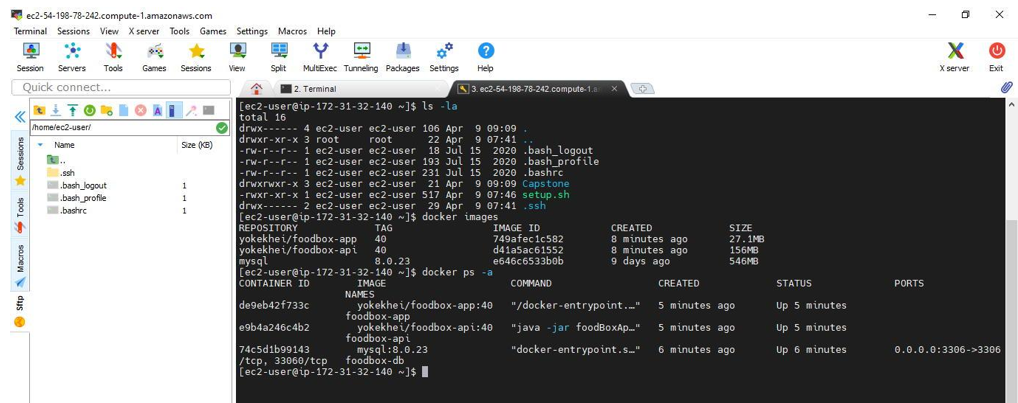 ec2-54-198-78-242.compute-1.amazonaws.com
Terminal Sessions View X server Tools Games Settings Macros Help
Session Servers Tools Games Sessions View Split MultiExec Tunneling Packages Settings Help X server Exit
Quick connect...
2. Terminal
3. ec2-54-198-78-242.compute-1.a
/home/ec2-user/
Name Size (KB)
..
.ssh
.bash_logout 1
.bash_profile 1
.bashrc 1
Sessions
Tools
Macros
Sftp
[ec2-user@ip-172-31-32-140 ~]$ ls -la
total 16
drwx------ 4 ec2-user ec2-user 106 Apr 9 09:09 .
drwxr-xr-x 3 root root 22 Apr 9 07:41 ..
-rw-r--r-- 1 ec2-user ec2-user 18 Jul 15 2020 .bash_logout
-rw-r--r-- 1 ec2-user ec2-user 193 Jul 15 2020 .bash_profile
-rw-r--r-- 1 ec2-user ec2-user 231 Jul 15 2020 .bashrc
drwxrwxr-x 3 ec2-user ec2-user 21 Apr 9 09:09 Capstone
-rwxr-xr-x 1 ec2-user ec2-user 517 Apr 9 07:46 setup.sh
drwx------ 2 ec2-user ec2-user 29 Apr 9 07:41 .ssh
[ec2-user@ip-172-31-32-140 ~]$ docker images
REPOSITORY TAG IMAGE ID CREATED SIZE
yokekhei/foodbox-app 40 749afec1c582 8 minutes ago 27.1MB
yokekhei/foodbox-api 40 d41a5ac61552 8 minutes ago 156MB
mysql 8.0.23 e646c6533b0b 9 days ago 546MB
[ec2-user@ip-172-31-32-140 ~]$ docker ps -a
CONTAINER ID IMAGE COMMAND CREATED STATUS PORTS
NAMES
de9eb42f733c yokekhei/foodbox-app:40 "/docker-entrypoint.…" 5 minutes ago Up 5 minutes
foodbox-app
e9b4a246c4b2 yokekhei/foodbox-api:40 "java -jar foodBoxAp…" 5 minutes ago Up 5 minutes
foodbox-api
74c5d1b99143 mysql:8.0.23 "docker-entrypoint.s…" 6 minutes ago Up 6 minutes 0.0.0.0:3306->3306
/tcp, 33060/tcp foodbox-db
[ec2-user@ip-172-31-32-140 ~]$